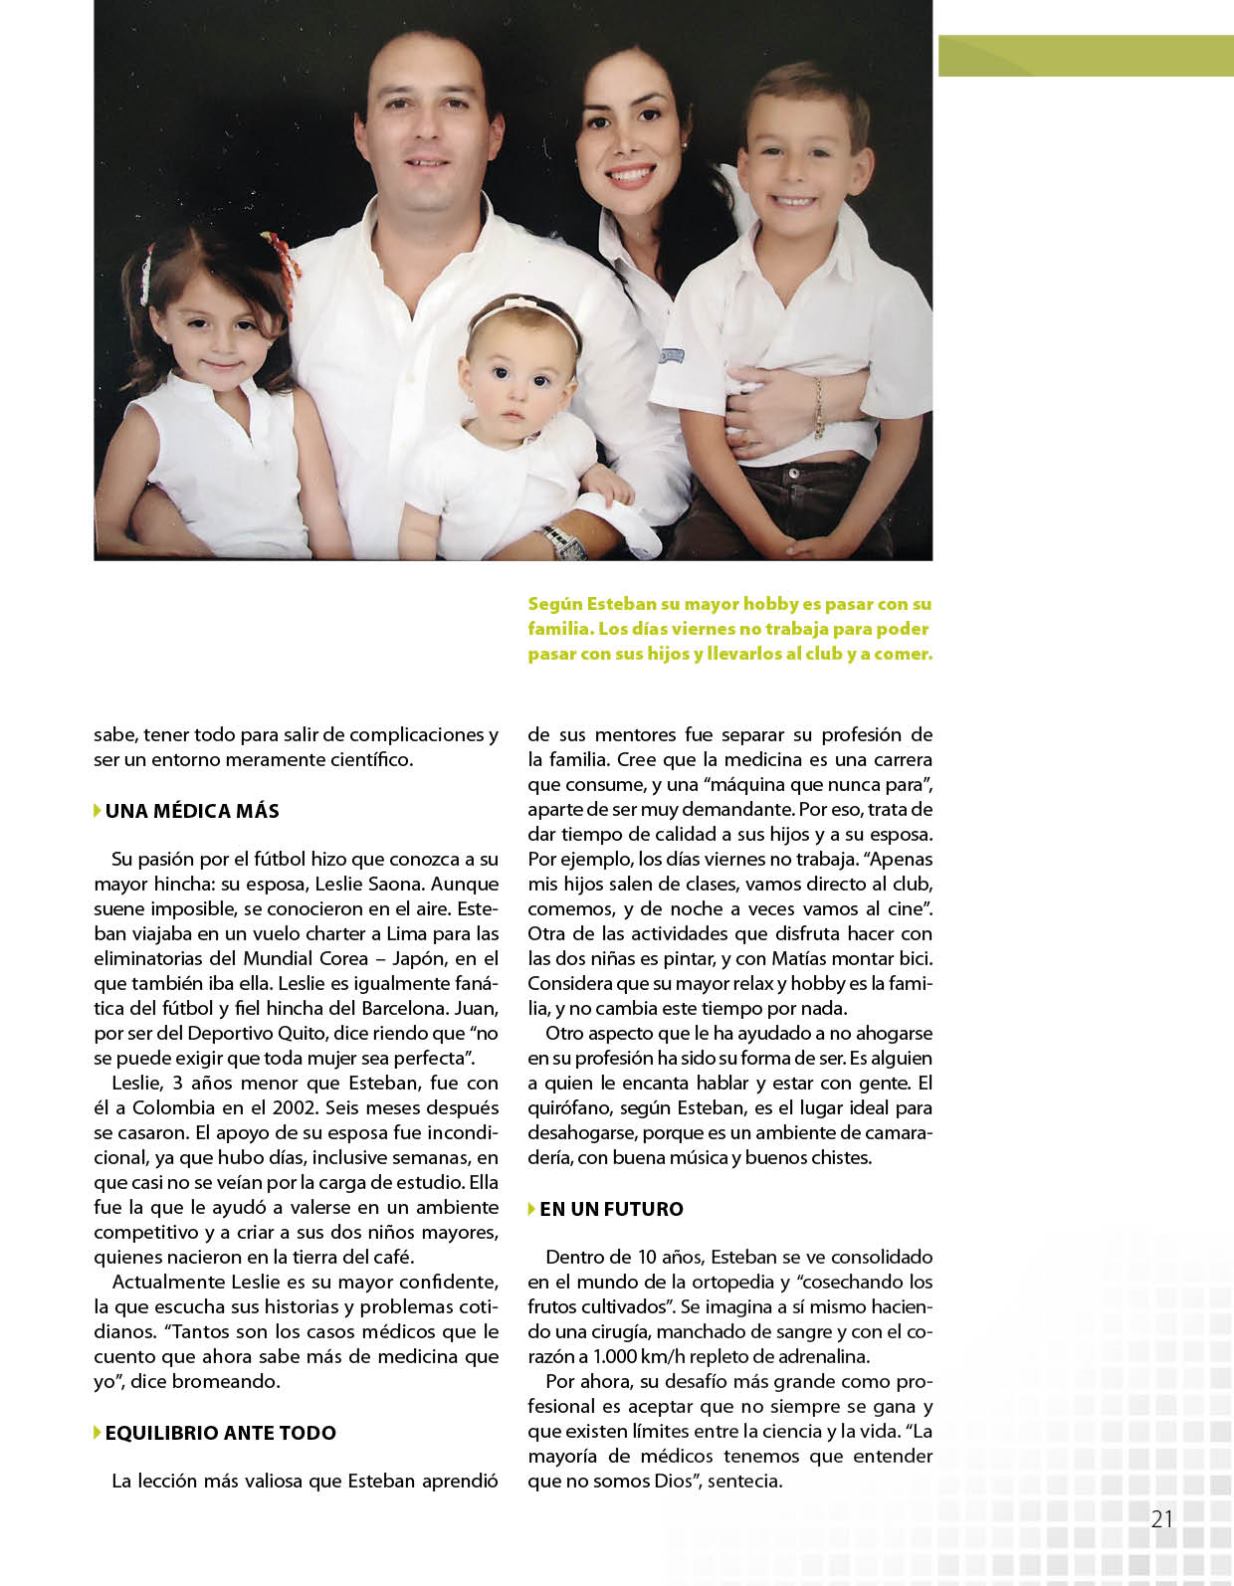 Según Esteban su mayor hobby es pasar con su
familia. Los días viernes no trabaja para poder
pasar con sus hijos y llevarlos al club y a comer.
sabe, tener todo para salir de complicaciones y
ser un entorno meramente científico.
UNA MÉDICA MÁS
Su pasión por el fútbol hizo que conozca a su
mayor hincha: su esposa, Leslie Saona. Aunque
suene imposible, se conocieron en el aire. Este-
ban viajaba en un vuelo charter a Lima para las
eliminatorias del Mundial Corea – Japón, en el
que también iba ella. Leslie es igualmente faná-
tica del fútbol y fiel hincha del Barcelona. Juan,
por ser del Deportivo Quito, dice riendo que “no
se puede exigir que toda mujer sea perfecta”.
Leslie, 3 años menor que Esteban, fue con
él a Colombia en el 2002. Seis meses después
se casaron. El apoyo de su esposa fue incondi-
cional, ya que hubo días, inclusive semanas, en
que casi no se veían por la carga de estudio. Ella
fue la que le ayudó a valerse en un ambiente
competitivo y a criar a sus dos niños mayores,
quienes nacieron en la tierra del café.
Actualmente Leslie es su mayor confidente,
la que escucha sus historias y problemas coti-
dianos. “Tantos son los casos médicos que le
cuento que ahora sabe más de medicina que
yo”, dice bromeando.
EQUILIBRIO ANTE TODO
La lección más valiosa que Esteban aprendió
de sus mentores fue separar su profesión de
la familia. Cree que la medicina es una carrera
que consume, y una “máquina que nunca para”,
aparte de ser muy demandante. Por eso, trata de
dar tiempo de calidad a sus hijos y a su esposa.
Por ejemplo, los días viernes no trabaja. “Apenas
mis hijos salen de clases, vamos directo al club,
comemos, y de noche a veces vamos al cine”.
Otra de las actividades que disfruta hacer con
las dos niñas es pintar, y con Matías montar bici.
Considera que su mayor relax y hobby es la fami-
lia, y no cambia este tiempo por nada.
Otro aspecto que le ha ayudado a no ahogarse
en su profesión ha sido su forma de ser. Es alguien
a quien le encanta hablar y estar con gente. El
quirófano, según Esteban, es el lugar ideal para
desahogarse, porque es un ambiente de camara-
dería, con buena música y buenos chistes.
EN UN FUTURO
Dentro de 10 años, Esteban se ve consolidado
en el mundo de la ortopedia y “cosechando los
frutos cultivados”. Se imagina a sí mismo hacien-
do una cirugía, manchado de sangre y con el co-
razón a 1.000 km/h repleto de adrenalina.
Por ahora, su desafío más grande como pro-
fesional es aceptar que no siempre se gana y
que existen límites entre la ciencia y la vida. “La
mayoría de médicos tenemos que entender
que no somos Dios”, sentecia.
21